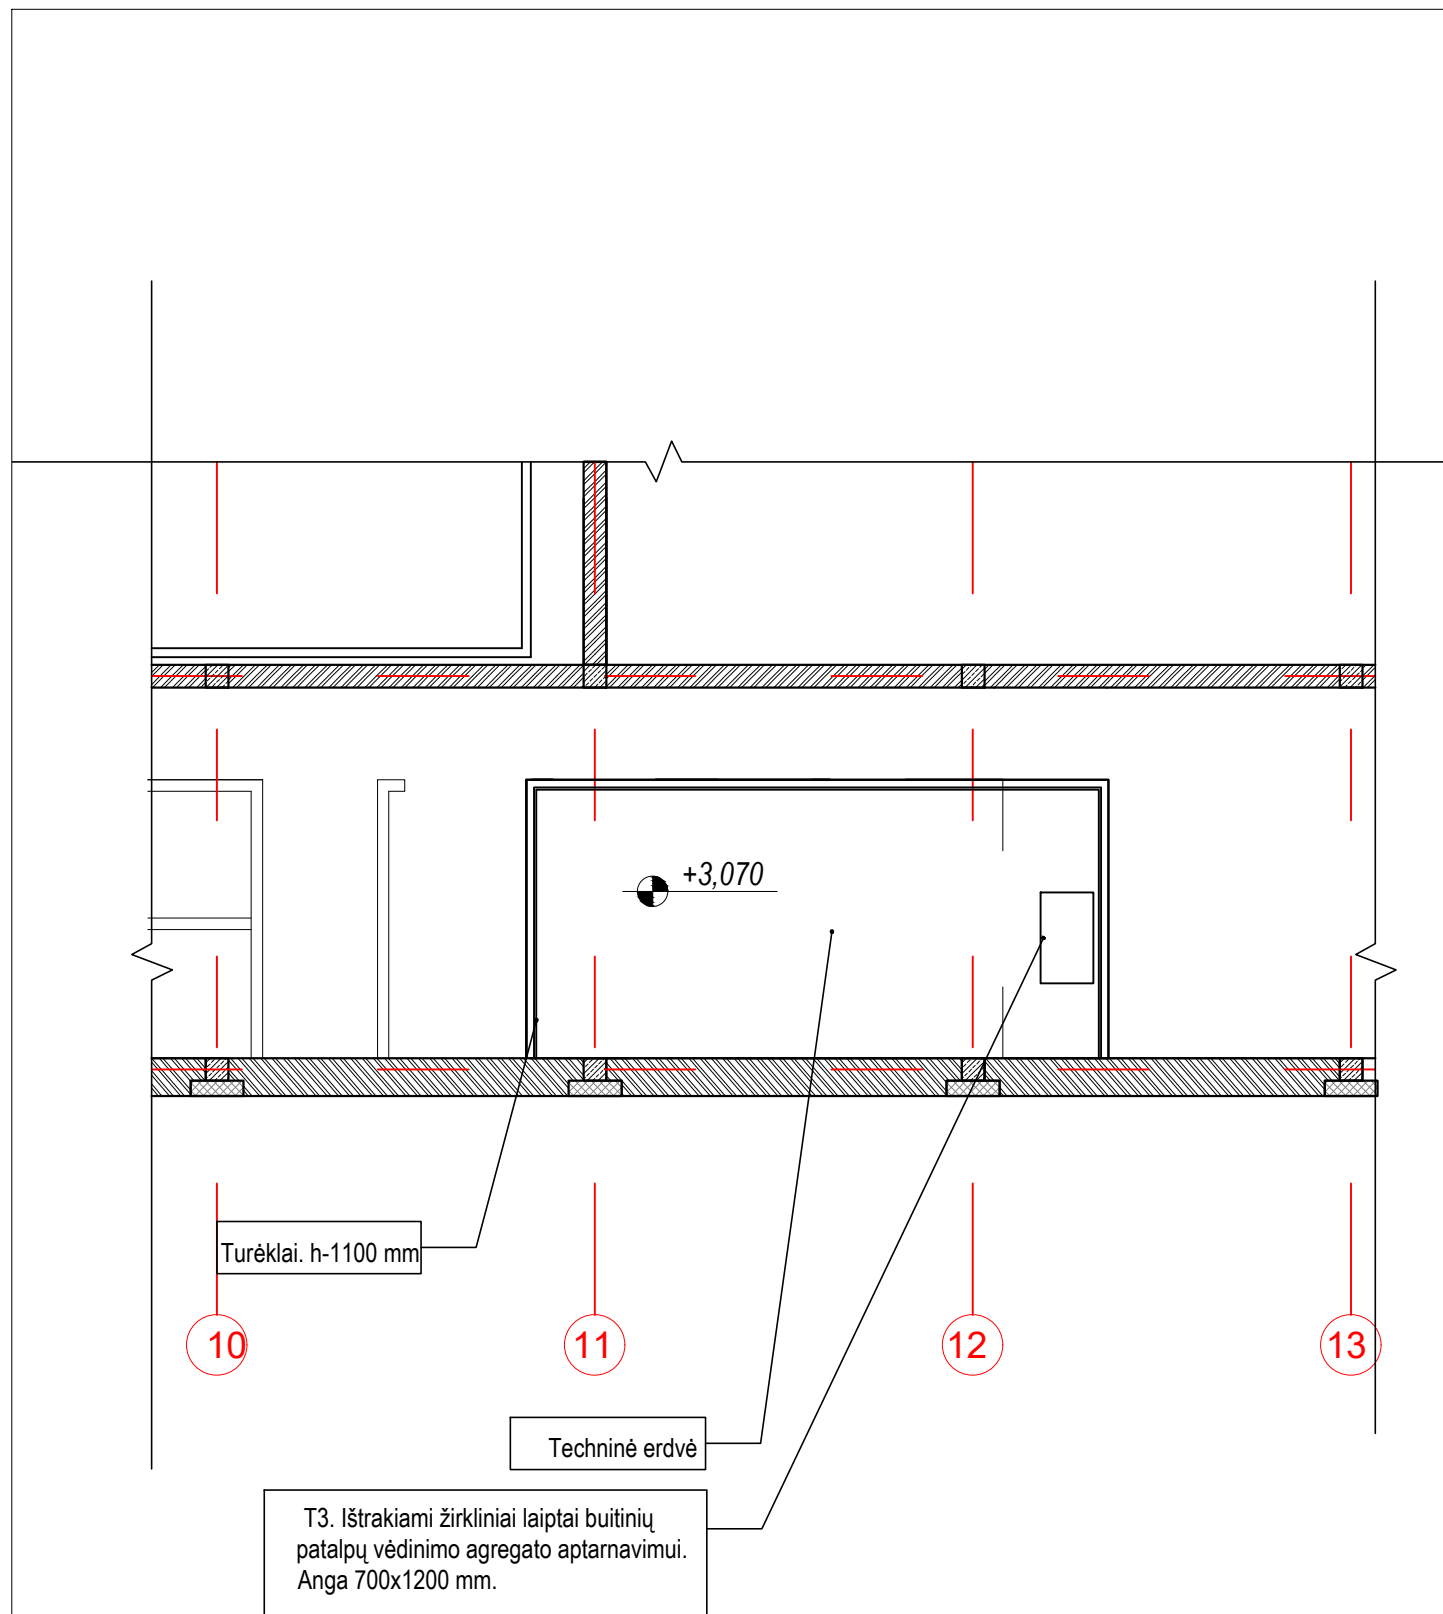 +3,070
Turėklai. h-1100 mm
10
11
12
13
Techninė erdvė
T3. Ištrakiami žirkliniai laiptai buitinių
patalpų vėdinimo agregato aptarnavimui.
Anga 700x1200 mm.